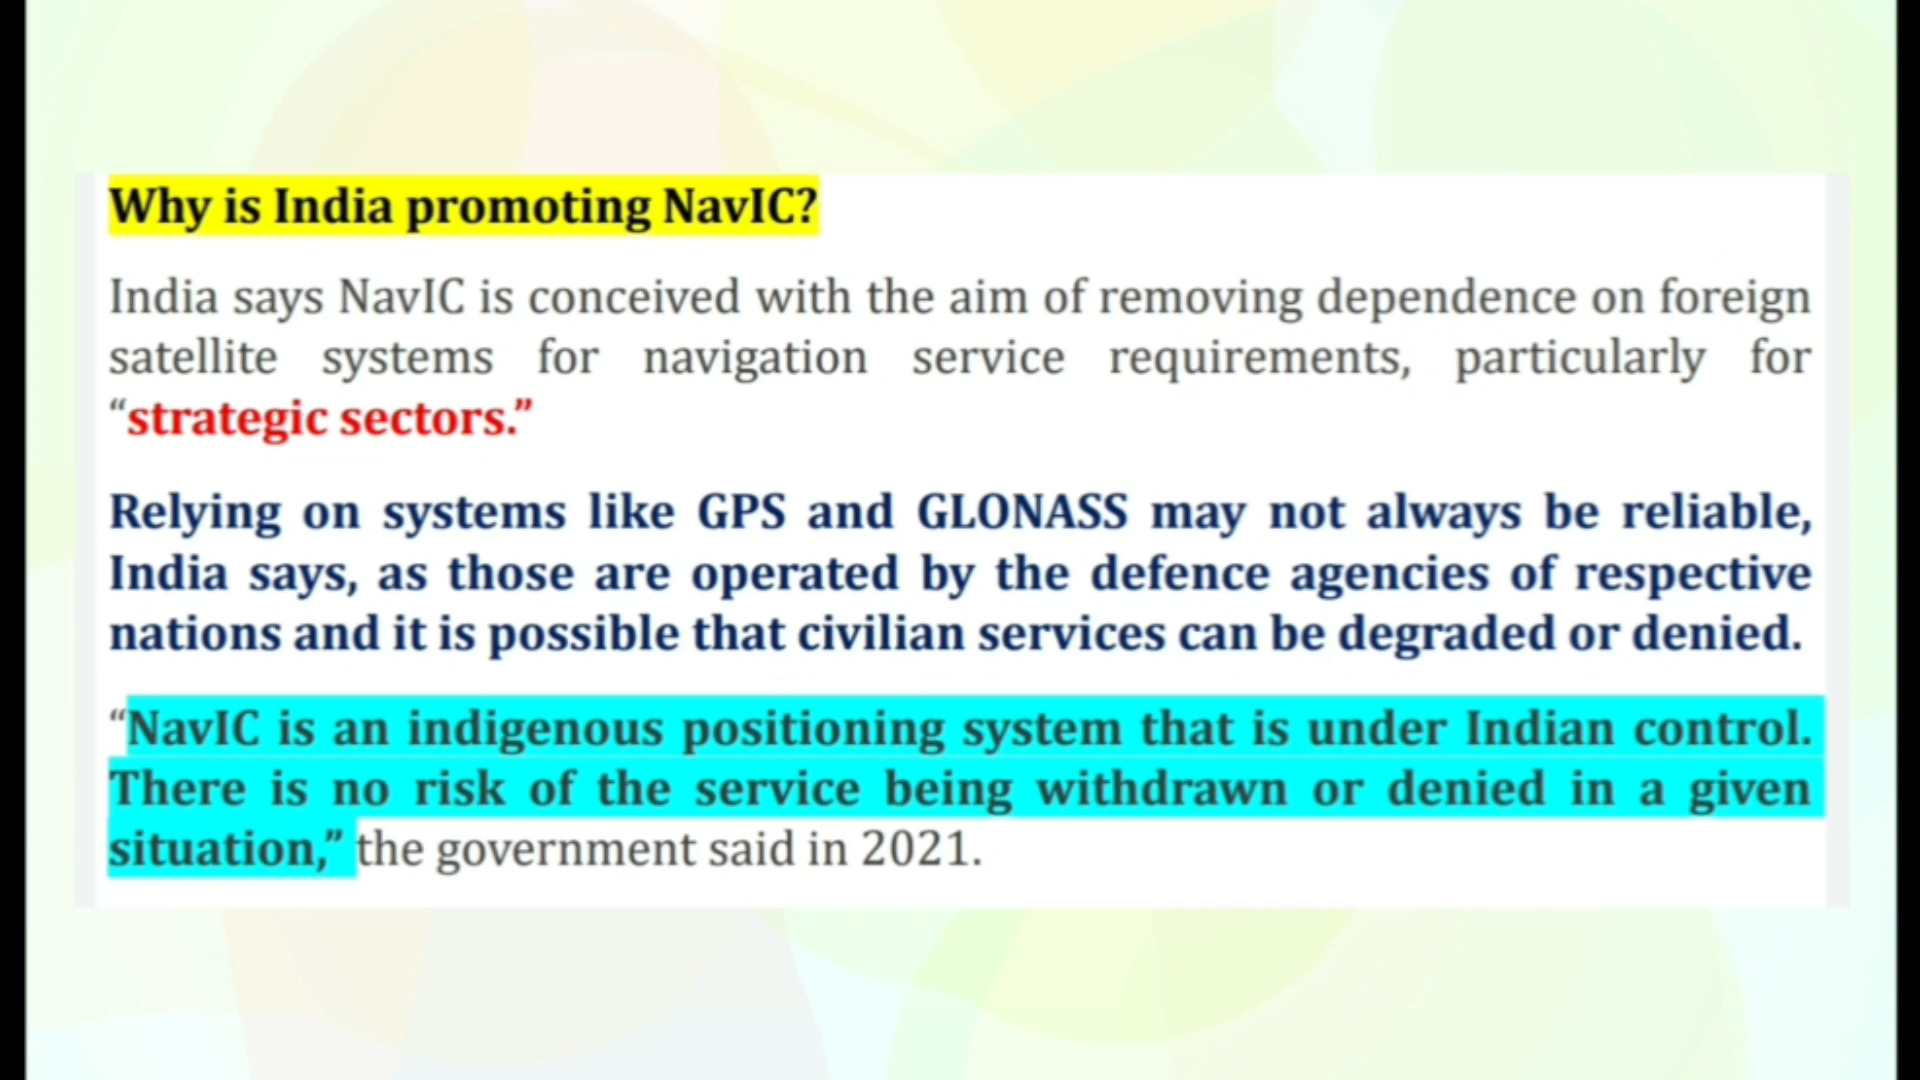 Why is India promoting NavIC?
India says NavIC is conceived with the aim of removing dependence on foreign
satellite systems for navigation service requirements, particularly for
“strategic sectors.”
Relying on systems like GPS and GLONASS may not always be reliable,
India says, as those are operated by the defence agencies of respective
nations and it is possible that civilian services can be degraded or denied.
“NavIC is an indigenous positioning system that is under Indian control.
There is no risk of the service being withdrawn or denied in a given
situation,” the government said in 2021.